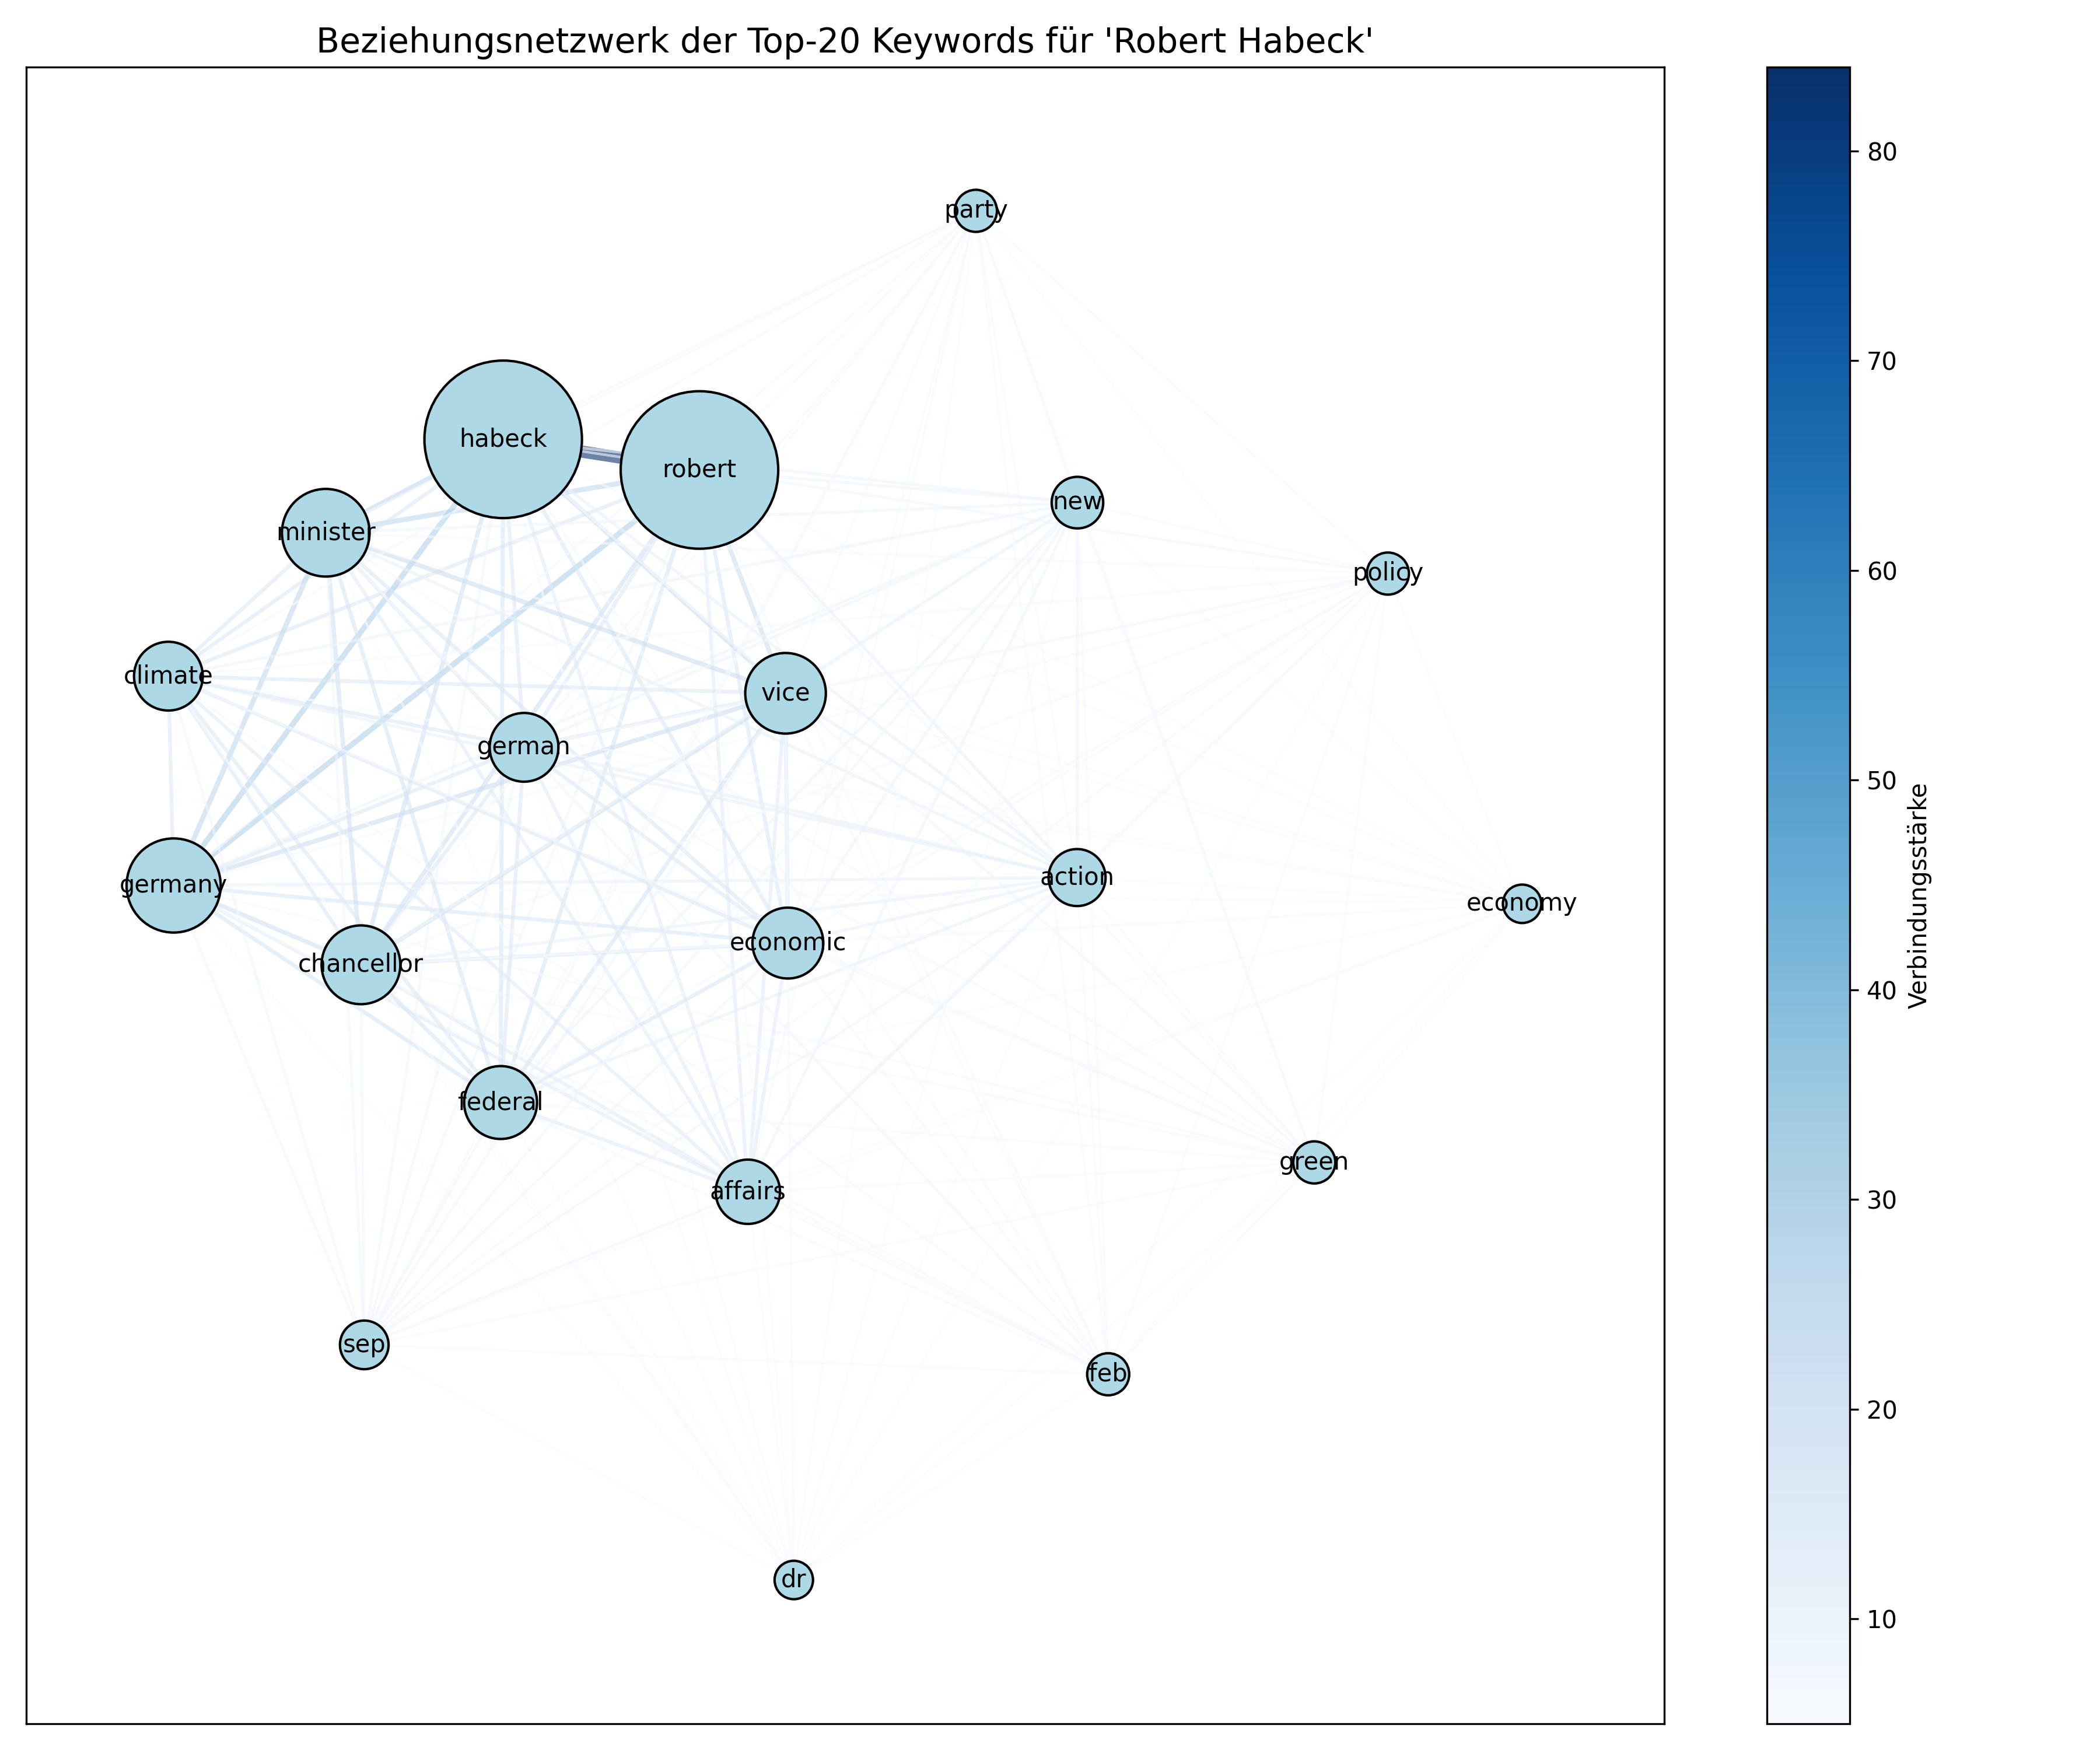 Beziehungsnetzwerk der Top-20 Keywords für 'Robert Habeck'
party
habeck
robert
new
minister
policy
climate
vice
german
germany
action
economy
economic
chancellor
federal
green
affairs
sep
feb
dr
80
70
60
50
40
30
20
10
Verbindungsstärke